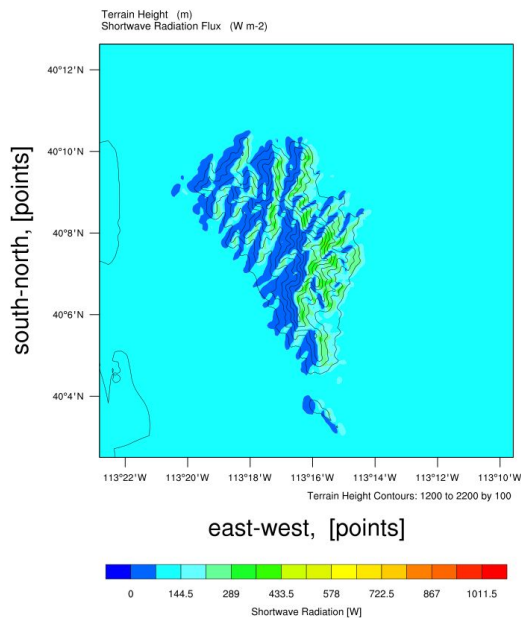 Terrain Height (m)
Shortwave Radiation Flux (W m-2)
40°12'N
40°10'N
40°8'N
40°6'N
40°4'N
south-north, [points]
113°22'W 113°20'W 113°18'W 113°16'W 113°14'W 113°12'W 113°10'W
Terrain Height Contours: 1200 to 2200 by 100
east-west, [points]
0 144.5 289 433.5 578 722.5 867 1011.5
Shortwave Radiation [W]